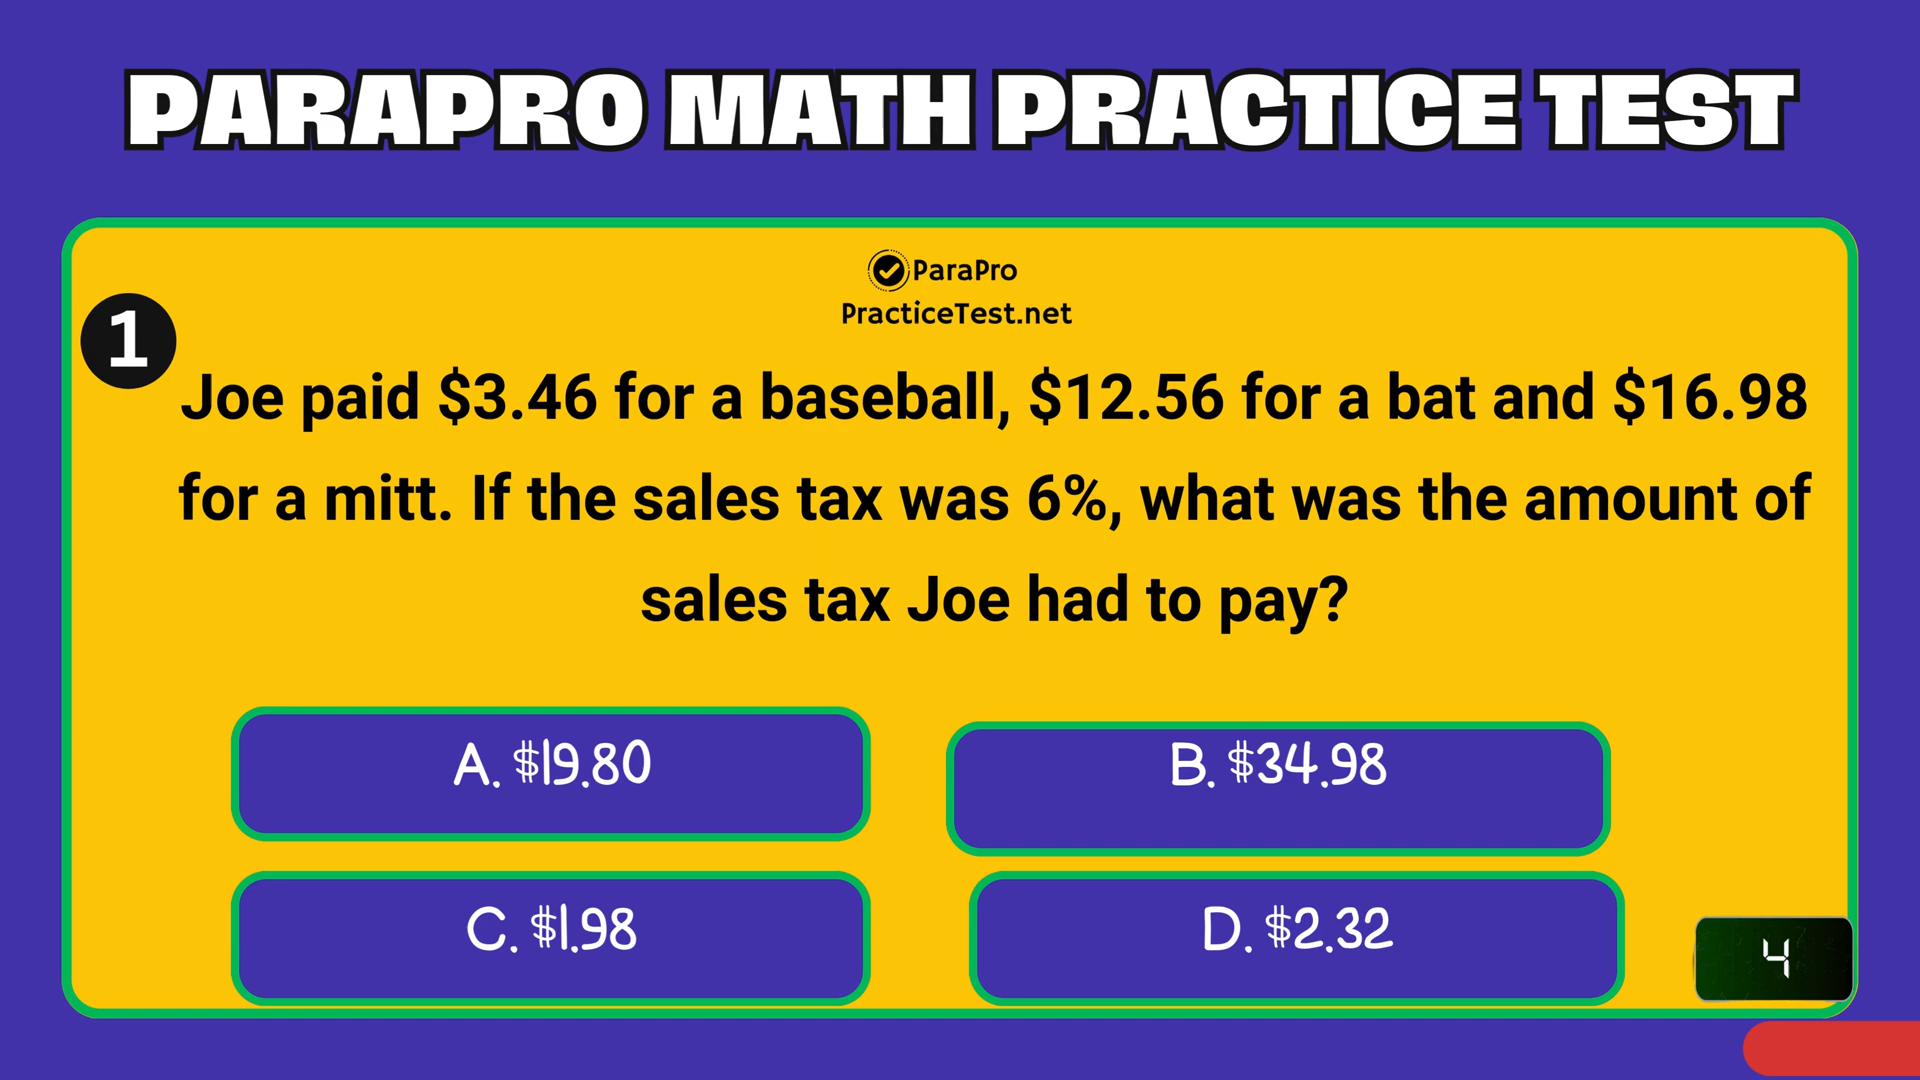 PARAPRO MATH PRACTICE TEST
ParaPro
PracticeTest.net
1
Joe paid $3.46 for a baseball, $12.56 for a bat and $16.98
for a mitt. If the sales tax was 6%, what was the amount of
sales tax Joe had to pay?
A. $19.80
B. $34.98
C. $1.98
D. $2.32
4